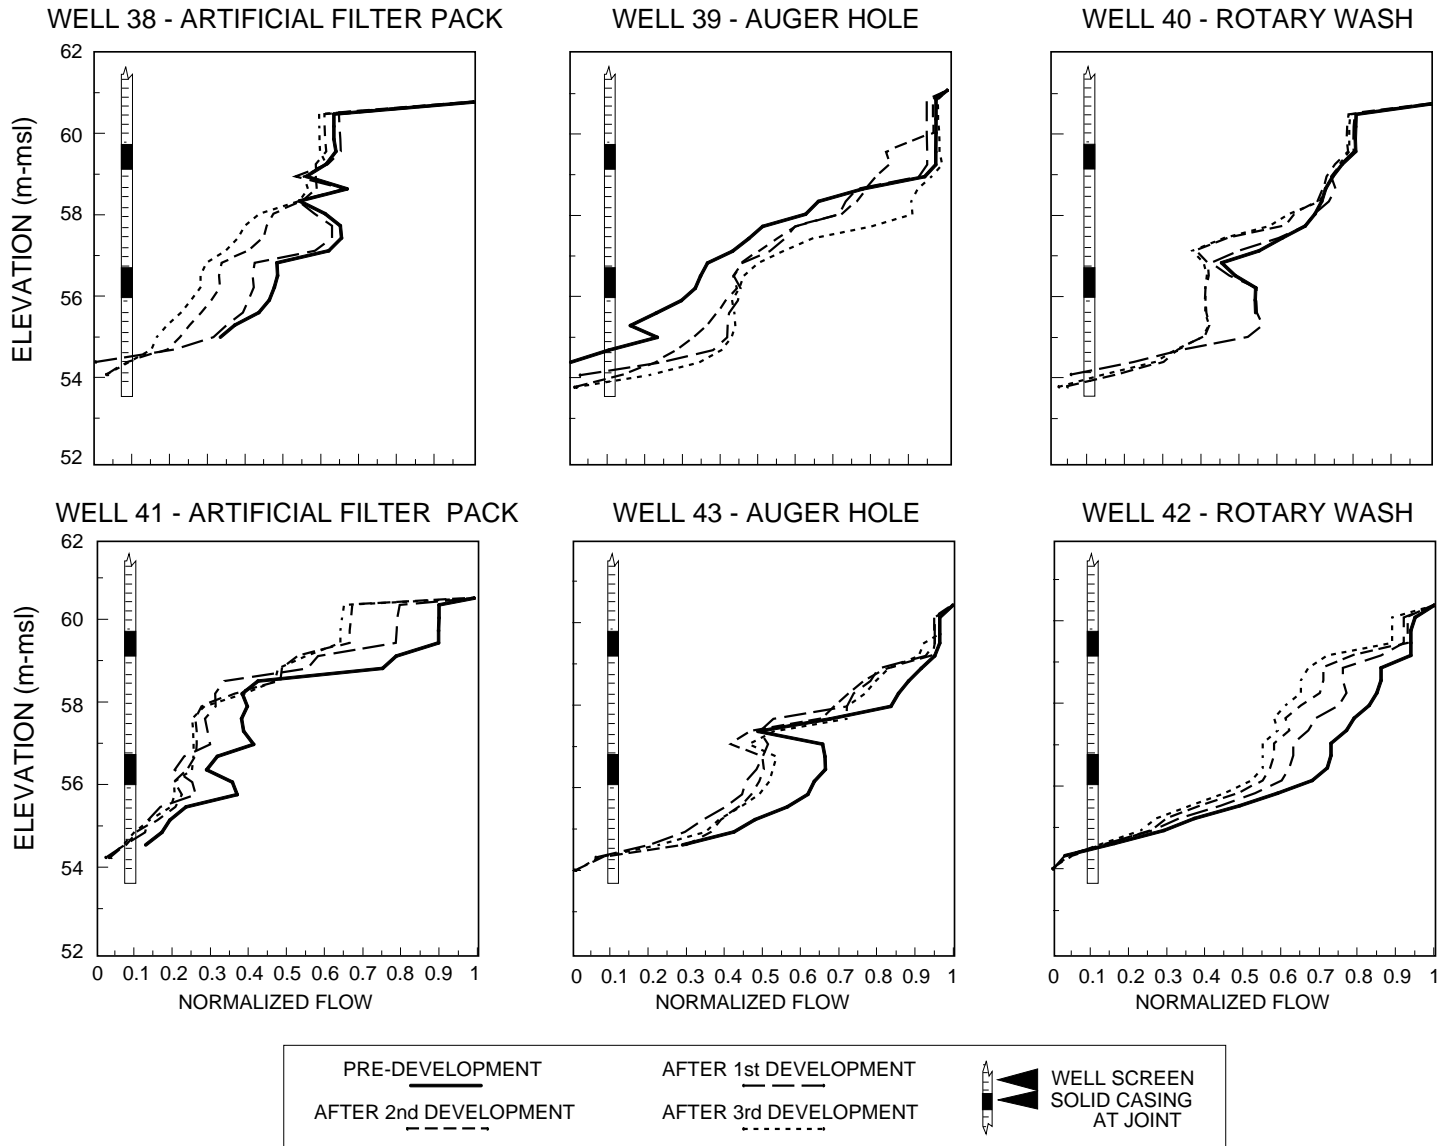 WELL 38 - ARTIFICIAL FILTER PACK
WELL 39 - AUGER HOLE
WELL 40 - ROTARY WASH
62
60
58
56
54
52
ELEVATION (m-msl)
WELL 41 - ARTIFICIAL FILTER PACK
WELL 43 - AUGER HOLE
WELL 42 - ROTARY WASH
62
60
58
56
54
52
ELEVATION (m-msl)
0 0.1 0.2 0.3 0.4 0.5 0.6 0.7 0.8 0.9 1
0 0.1 0.2 0.3 0.4 0.5 0.6 0.7 0.8 0.9 1
0 0.1 0.2 0.3 0.4 0.5 0.6 0.7 0.8 0.9 1
NORMALIZED FLOW
NORMALIZED FLOW
NORMALIZED FLOW
PRE-DEVELOPMENT
AFTER 1st DEVELOPMENT
AFTER 2nd DEVELOPMENT
AFTER 3rd DEVELOPMENT
WELL SCREEN
SOLID CASING
AT JOINT